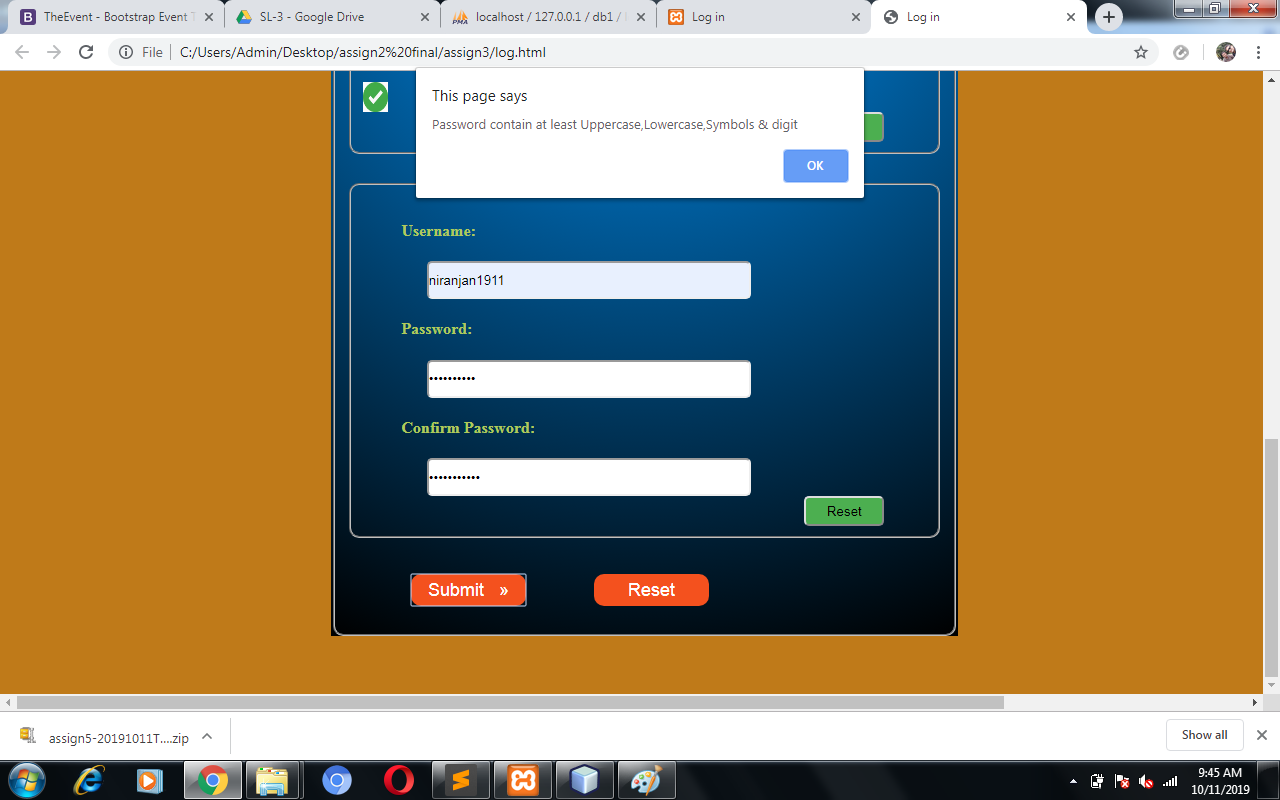 TheEvent - Bootstrap Event T
SL-3 - Google Drive
localhost / 127.0.0.1 / db1 /
Log in
Log in
File
C:/Users/Admin/Desktop/assign2%20final/assign3/log.html
This page says
Password contain at least Uppercase,Lowercase,Symbols & digit
OK
Username:
niranjan1911
Password:
••••••••••
Confirm Password:
•••••••••••
Reset
Submit »
Reset
assign5-20191011T....zip
Show all
9:45 AM
10/11/2019